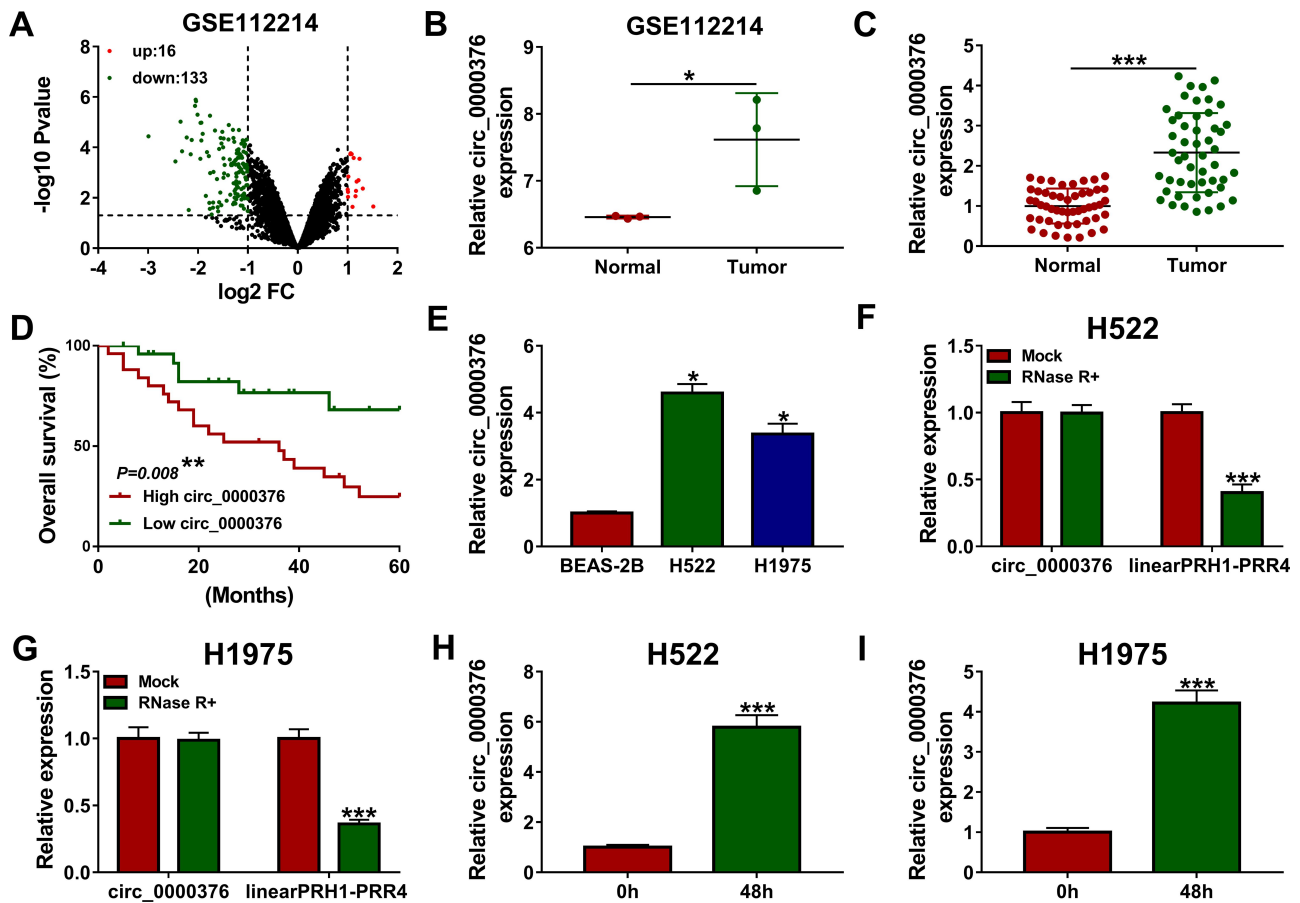 A
GSE112214
up:16
down:133
-log10 Pvalue
8
6
4
2
0
-4
-3
-2
-1
0
1
2
log2 FC
B
GSE112214
*
Relative circ_0000376
expression
9
8
7
6
Normal
Tumor
C
***
Relative circ_0000376
expression
5
4
3
2
1
0
Normal
Tumor
D
Overall survival (%)
100
50
0
P=0.008
**
High circ_0000376
Low circ_0000376
0
20
40
60
(Months)
E
Relative circ_0000376
expression
6
4
2
0
*
*
BEAS-2B
H522
H1975
F
H522
Mock
RNase R+
Relative expression
1.5
1.0
0.5
0.0
***
circ_0000376
linearPRH1-PRR4
G
H1975
Mock
RNase R+
Relative expression
1.5
1.0
0.5
0.0
***
circ_0000376
linearPRH1-PRR4
H
H522
Relative circ_0000376
expression
8
6
4
2
0
***
0h
48h
I
H1975
Relative circ_0000376
expression
5
4
3
2
1
0
***
0h
48h